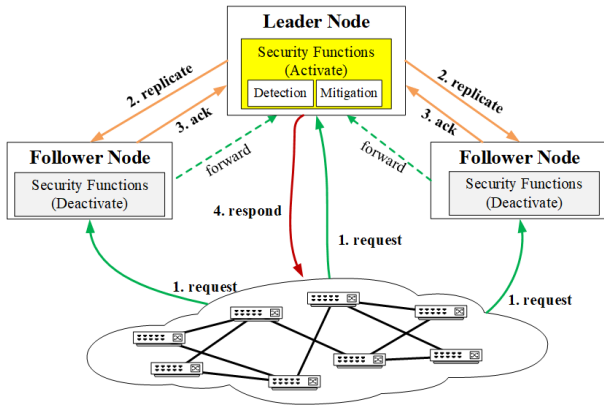 Leader Node
Security Functions
(Activate)
Detection
Mitigation
2. replicate
3. ack
2. replicate
3. ack
Follower Node
Security Functions
(Deactivate)
forward
forward
Follower Node
Security Functions
(Deactivate)
4. respond
1. request
1. request
1. request